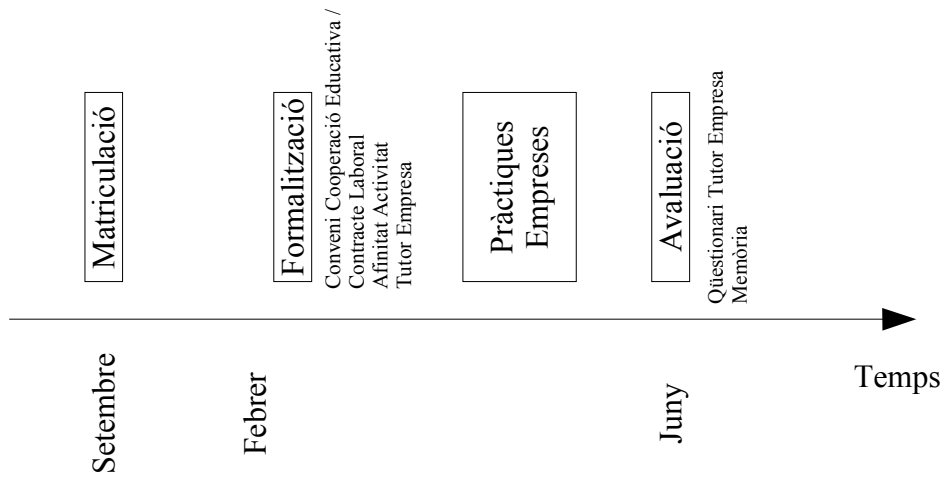 Matriculació
Formalització
Conveni Cooperació Educativa /
Contracte Laboral
Afinitat Activitat
Tutor Empresa
Pràctiques
Empreses
Avaluació
Qüestionari Tutor Empresa
Memòria
Setembre
Febrer
Juny
Temps